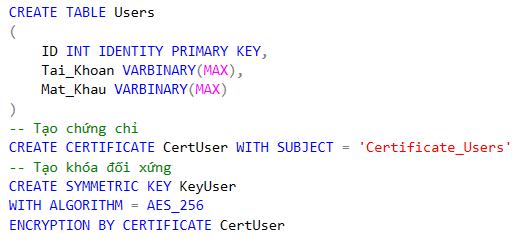 CREATE TABLE Users
(
    ID INT IDENTITY PRIMARY KEY,
    Tai_Khoan VARBINARY(MAX),
    Mat_Khau VARBINARY(MAX)
)
-- Tạo chứng chỉ
CREATE CERTIFICATE CertUser WITH SUBJECT = 'Certificate_Users'
-- Tạo khóa đối xứng
CREATE SYMMETRIC KEY KeyUser
WITH ALGORITHM = AES_256
ENCRYPTION BY CERTIFICATE CertUser